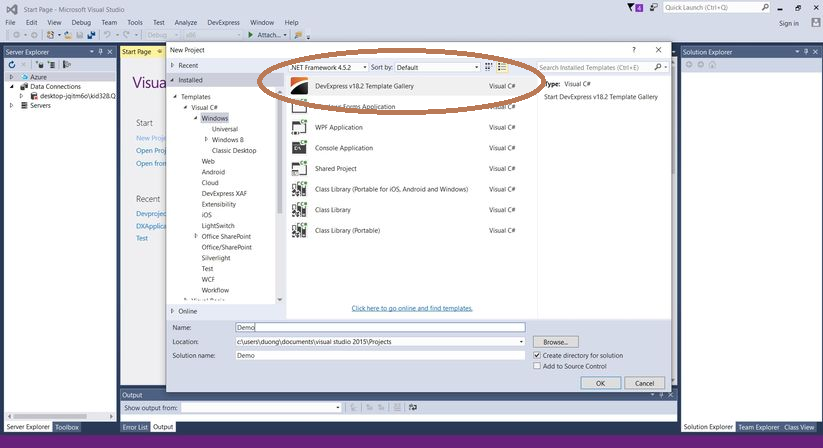 Start Page - Microsoft Visual Studio
4
Quick Launch (Ctrl+Q)
File Edit View Debug Team Tools Test Analyze DevExpress Window Help
Sign in
Debug x86 Attach...
Server Explorer
Start Page
New Project
?
Solution Explorer
Azure
Data Connections
desktop-jqitm6o\kid328.Q
Servers
Visua
Start
New Proje
Open Proj
Open from
Recent
Devprojec
DXApplica
Test
Recent
Installed
Templates
Visual C#
Windows
Universal
Windows 8
Classic Desktop
Web
Android
Cloud
DevExpress XAF
Extensibility
iOS
LightSwitch
Office SharePoint
Office/SharePoint
Silverlight
Test
WCF
Workflow
Visual Basic
Online
.NET Framework 4.5.2 Sort by: Default
Search Installed Templates (Ctrl+E)
DevExpress v18.2 Template Gallery Visual C#
Windows Forms Application Visual C#
WPF Application Visual C#
Console Application Visual C#
Shared Project Visual C#
Class Library (Portable for iOS, Android and Windows) Visual C#
Class Library Visual C#
Class Library (Portable) Visual C#
Type: Visual C#
Start DevExpress v18.2 Template Gallery
Click here to go online and find templates.
Name: Demo
Location: c:\users\duong\documents\visual studio 2015\Projects
Browse...
Solution name: Demo
Create directory for solution
Add to Source Control
OK Cancel
Output
Show output from:
Server Explorer Toolbox
Error List Output
Solution Explorer Team Explorer Class View